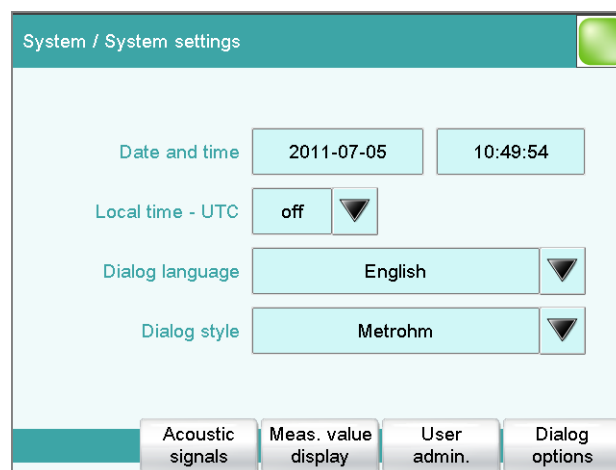 System / System settings
Date and time 2011-07-05 10:49:54
Local time - UTC off
Dialog language English
Dialog style Metrohm
Acoustic Meas. value User Dialog
signals display admin. options